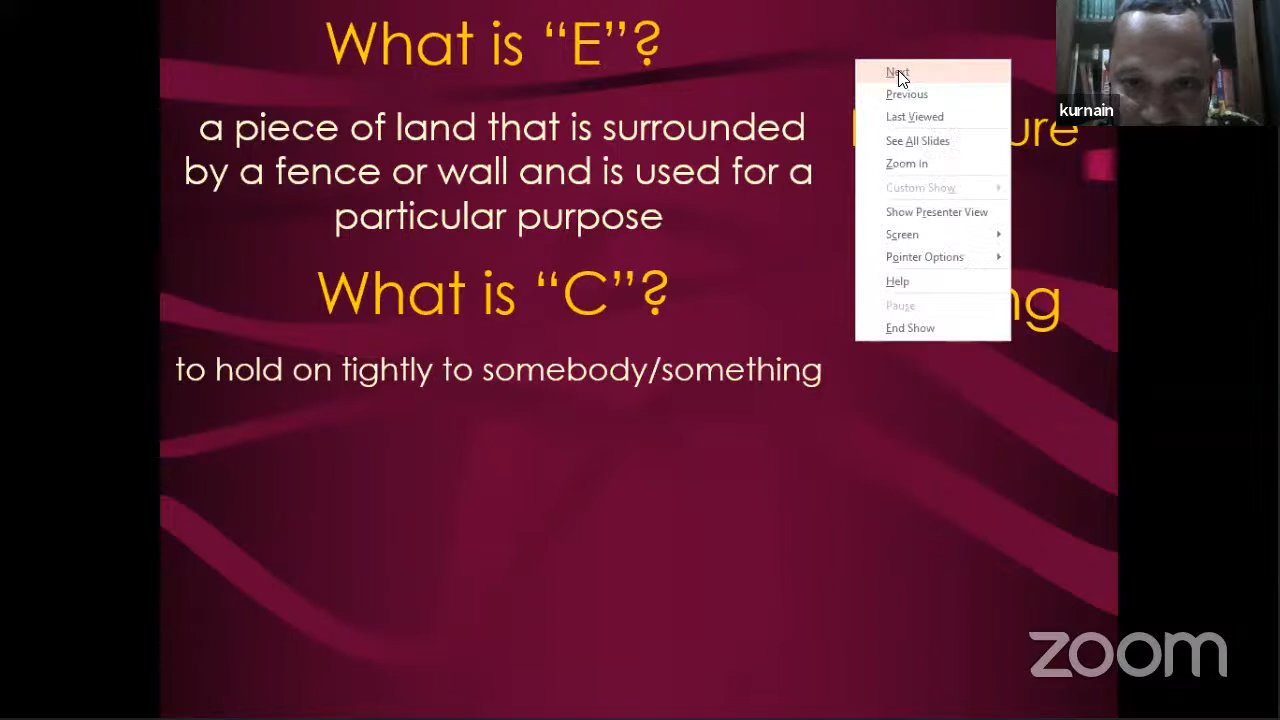 What is “E”?
a piece of land that is surrounded
by a fence or wall and is used for a
particular purpose
What is “C”?
to hold on tightly to somebody/something
Next
Previous
Last Viewed
See All Slides
Zoom In
Custom Show
Show Presenter View
Screen
Pointer Options
Help
Pause
End Show
kurnain
zoom